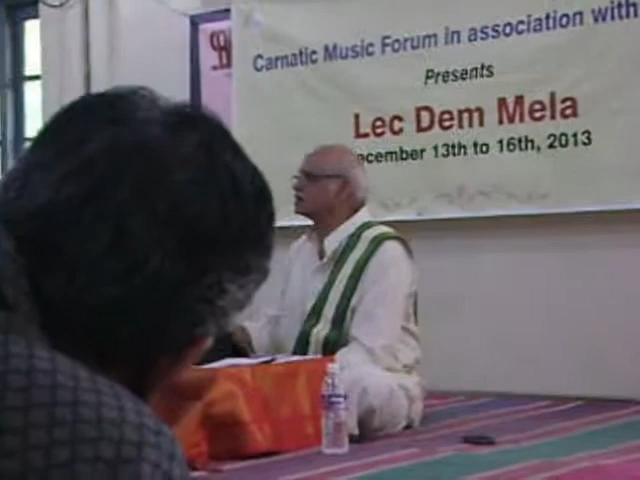 Carnatic Music Forum in association with
Presents
Lec Dem Mela
ecember 13th to 16th, 2013